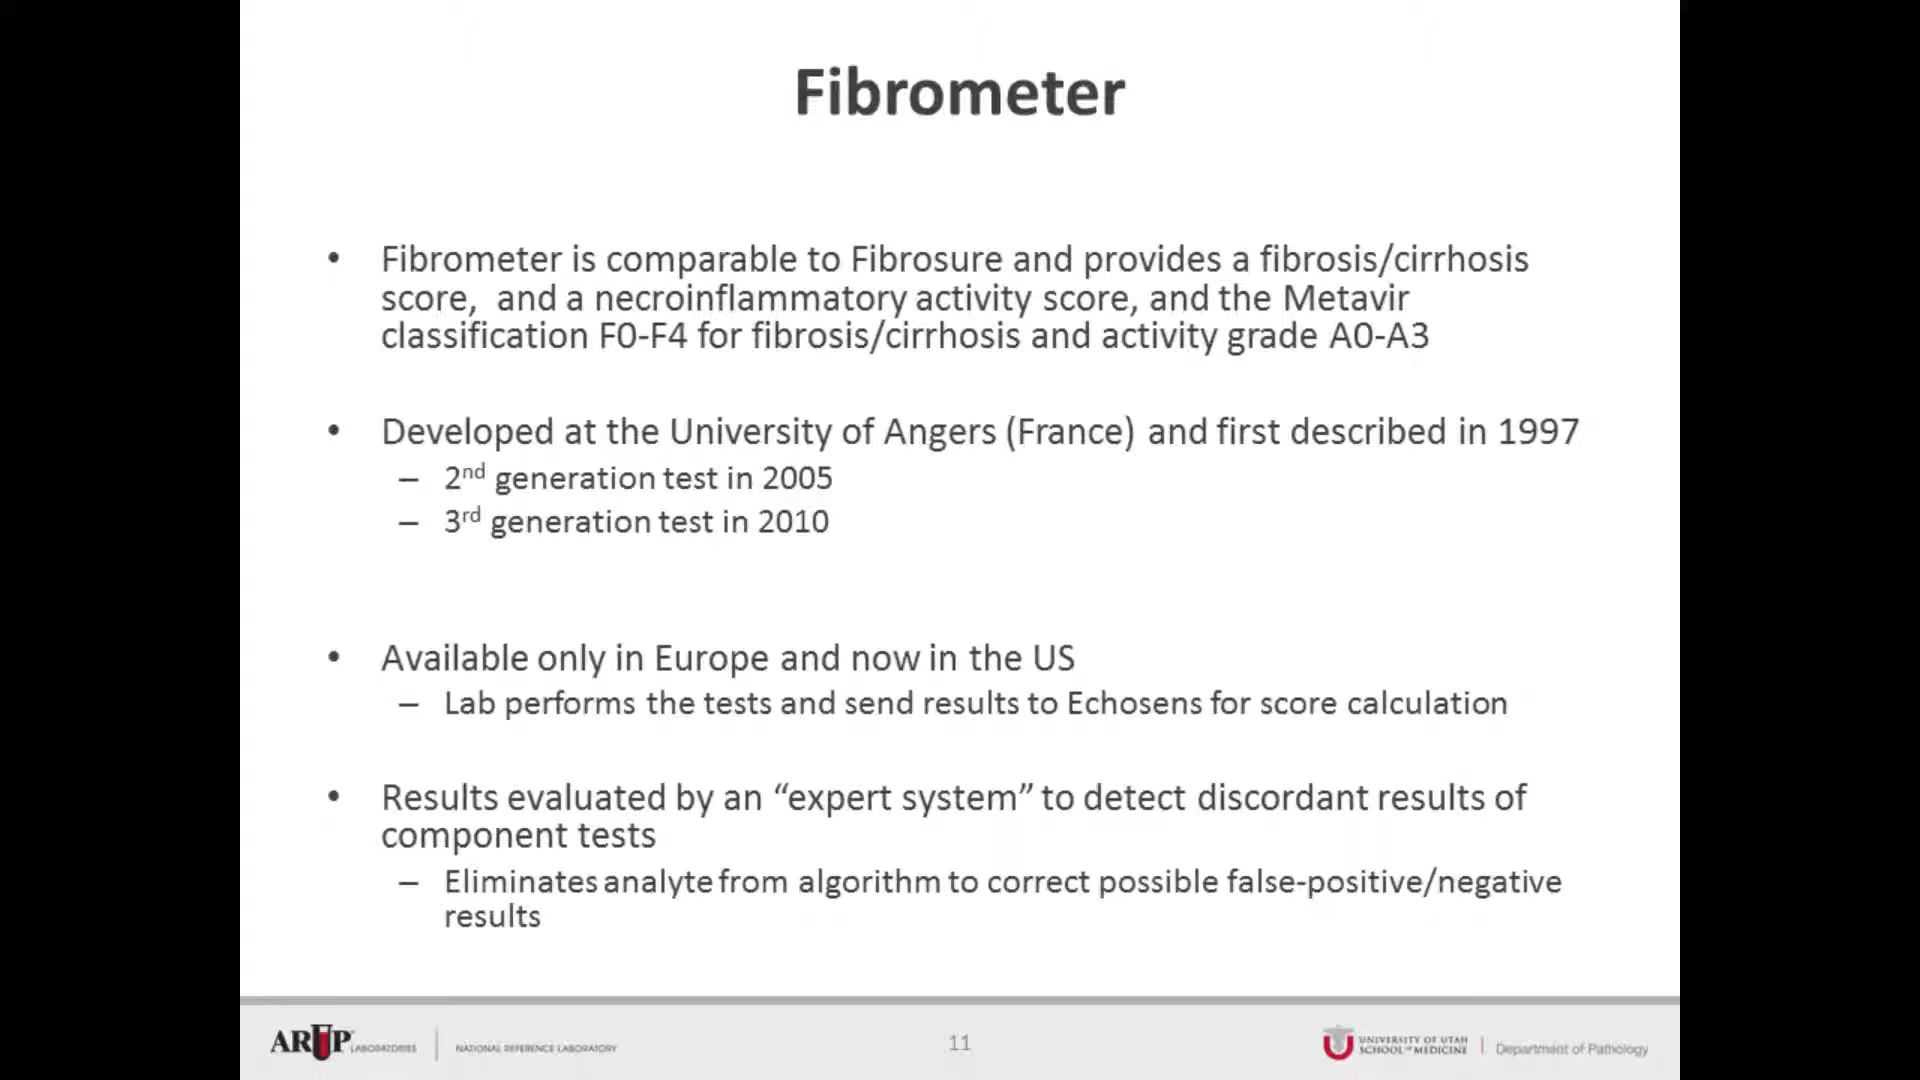 Fibrometer
• Fibrometer is comparable to Fibrosure and provides a fibrosis/cirrhosis
score, and a necroinflammatory activity score, and the Metavir
classification F0-F4 for fibrosis/cirrhosis and activity grade A0-A3
• Developed at the University of Angers (France) and first described in 1997
– 2nd generation test in 2005
– 3rd generation test in 2010
• Available only in Europe and now in the US
– Lab performs the tests and send results to Echosens for score calculation
• Results evaluated by an “expert system” to detect discordant results of
component tests
– Eliminates analyte from algorithm to correct possible false-positive/negative
results
ARUP LABORATORIES | NATIONAL REFERENCE LABORATORY
11
UNIVERSITY OF UTAH
SCHOOL OF MEDICINE | Department of Pathology